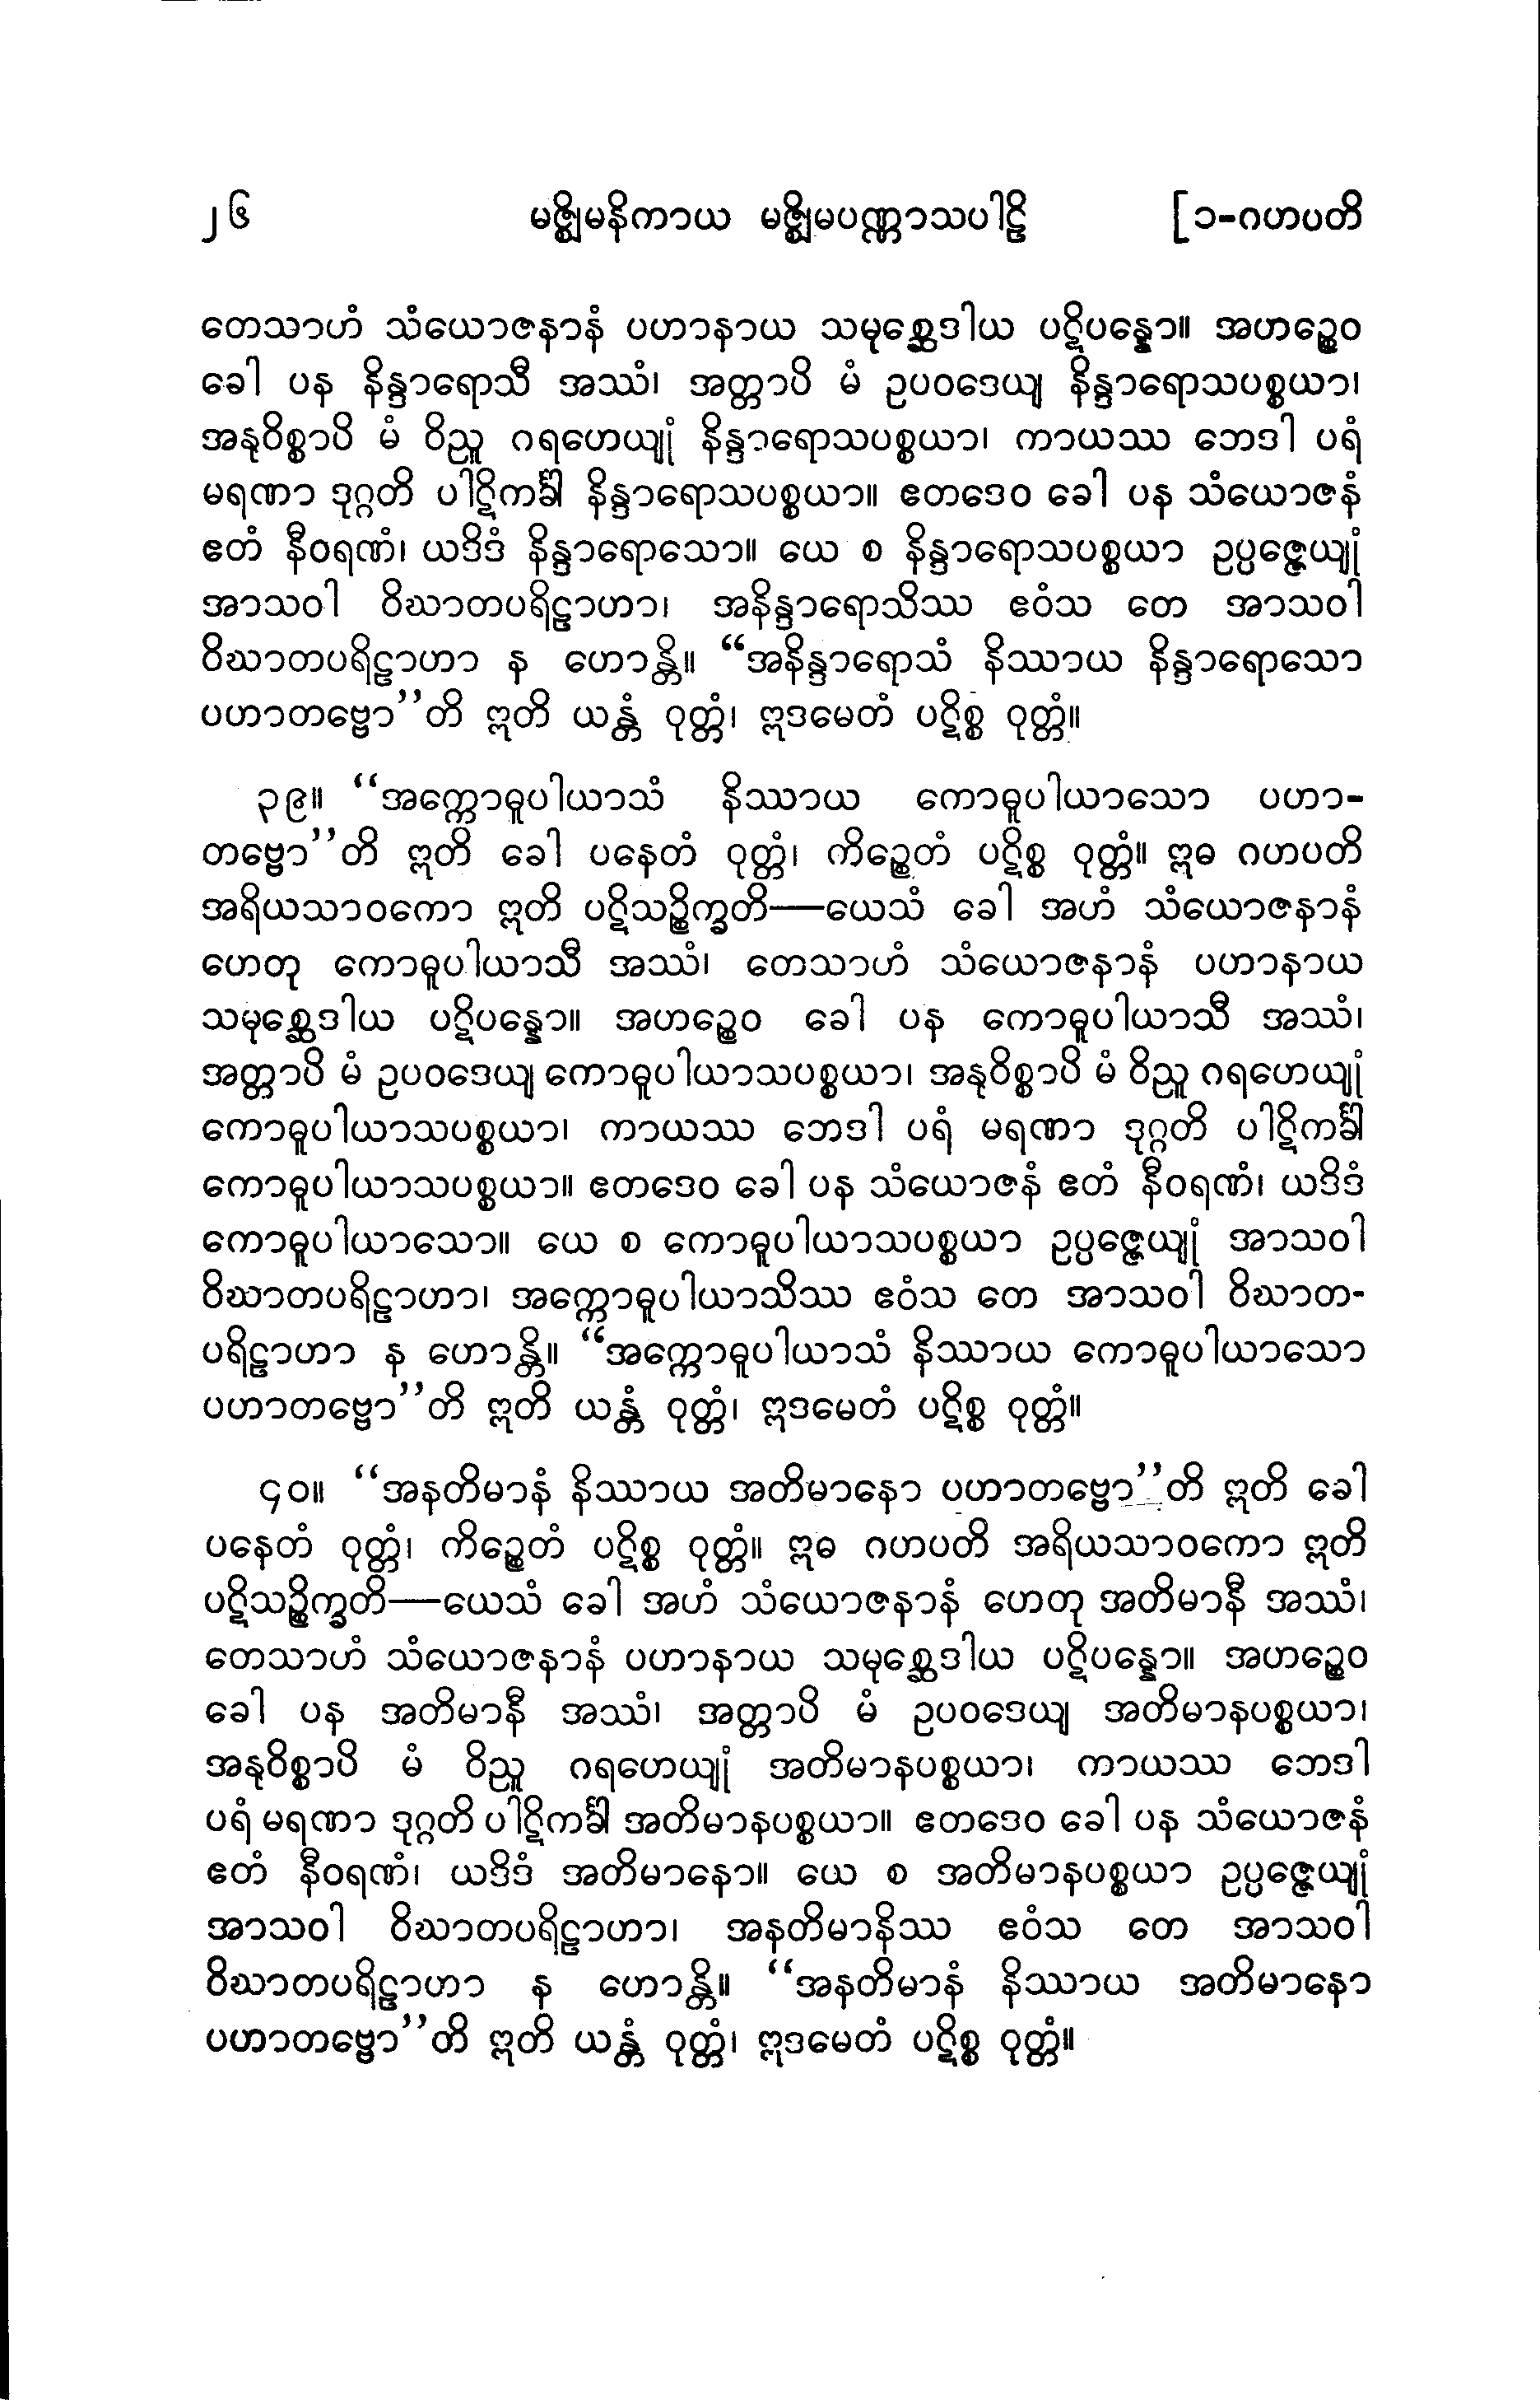 ၂၆ မဇ္ဈိမနိကာယ မဇ္ဈိမပဏ္ဏာသပါဠိ [၁-ဂဟပတိ
တေသာဟံ သံယောဇနာနံ ပဟာနာယ သမုစ္ဆေဒါယ ပဋိပန္နော။ အဟဉ္စေဝ
ခေါ ပန နိန္ဒာရောသီ အဿံ၊ အတ္တာပိ မံ ဥပဝဒေယျ နိန္ဒာရောသပစ္စယာ၊
အနုဝိစ္စာပိ မံ ဝိညူ ဂရဟေယျုံ နိန္ဒာရောသပစ္စယာ၊ ကာယဿ ဘေဒါ ပရံ
မရဏာ ဒုဂ္ဂတိ ပါဋိကင်္ခါ နိန္ဒာရောသပစ္စယာ။ ဧတဒေဝ ခေါ ပန သံယောဇနံ
ဧတံ နီဝရဏံ၊ ယဒိဒံ နိန္ဒာရောသော။ ယေ စ နိန္ဒာရောသပစ္စယာ ဥပ္ပဇ္ဇေယျုံ
အာသဝါ ဝိဃာတပရိဠာဟာ၊ အနိန္ဒာရောသိဿ ဧဝံသ တေ အာသဝါ
ဝိဃာတပရိဠာဟာ န ဟောန္တိ။ “အနိန္ဒာရောသံ နိဿာယ နိန္ဒာရောသော
ပဟာတဗ္ဗော”တိ ဣတိ ယန္တံ ဝုတ္တံ၊ ဣဒမေတံ ပဋိစ္စ ဝုတ္တံ။
၃၉။ “အက္ကောဓူပါယာသံ နိဿာယ ကောဓူပါယာသော ပဟာ-
တဗ္ဗော”တိ ဣတိ ခေါ ပနေတံ ဝုတ္တံ၊ ကိဉ္စေတံ ပဋိစ္စ ဝုတ္တံ။ ဣဓ ဂဟပတိ
အရိယသာဝကော ဣတိ ပဋိသဉ္စိက္ခတိ—ယေသံ ခေါ အဟံ သံယောဇနာနံ
ဟေတု ကောဓူပါယာသီ အဿံ၊ တေသာဟံ သံယောဇနာနံ ပဟာနာယ
သမုစ္ဆေဒါယ ပဋိပန္နော။ အဟဉ္စေဝ ခေါ ပန ကောဓူပါယာသီ အဿံ၊
အတ္တာပိ မံ ဥပဝဒေယျ ကောဓူပါယာသပစ္စယာ၊ အနုဝိစ္စာပိ မံ ဝိညူ ဂရဟေယျုံ
ကောဓူပါယာသပစ္စယာ၊ ကာယဿ ဘေဒါ ပရံ မရဏာ ဒုဂ္ဂတိ ပါဋိကင်္ခါ
ကောဓူပါယာသပစ္စယာ။ ဧတဒေဝ ခေါ ပန သံယောဇနံ ဧတံ နီဝရဏံ၊ ယဒိဒံ
ကောဓူပါယာသော။ ယေ စ ကောဓူပါယာသပစ္စယာ ဥပ္ပဇ္ဇေယျုံ အာသဝါ
ဝိဃာတပရိဠာဟာ၊ အက္ကောဓူပါယာသိဿ ဧဝံသ တေ အာသဝါ ဝိဃာတ-
ပရိဠာဟာ န ဟောန္တိ။ “အက္ကောဓူပါယာသံ နိဿာယ ကောဓူပါယာသော
ပဟာတဗ္ဗော”တိ ဣတိ ယန္တံ ဝုတ္တံ၊ ဣဒမေတံ ပဋိစ္စ ဝုတ္တံ။
၄၀။ “အနတိမာနံ နိဿာယ အတိမာနော ပဟာတဗ္ဗော”တိ ဣတိ ခေါ
ပနေတံ ဝုတ္တံ၊ ကိဉ္စေတံ ပဋိစ္စ ဝုတ္တံ။ ဣဓ ဂဟပတိ အရိယသာဝကော ဣတိ
ပဋိသဉ္စိက္ခတိ—ယေသံ ခေါ အဟံ သံယောဇနာနံ ဟေတု အတိမာနီ အဿံ၊
တေသာဟံ သံယောဇနာနံ ပဟာနာယ သမုစ္ဆေဒါယ ပဋိပန္နော။ အဟဉ္စေဝ
ခေါ ပန အတိမာနီ အဿံ၊ အတ္တာပိ မံ ဥပဝဒေယျ အတိမာနပစ္စယာ၊
အနုဝိစ္စာပိ မံ ဝိညူ ဂရဟေယျုံ အတိမာနပစ္စယာ၊ ကာယဿ ဘေဒါ
ပရံ မရဏာ ဒုဂ္ဂတိ ပါဋိကင်္ခါ အတိမာနပစ္စယာ။ ဧတဒေဝ ခေါ ပန သံယောဇနံ
ဧတံ နီဝရဏံ၊ ယဒိဒံ အတိမာနော။ ယေ စ အတိမာနပစ္စယာ ဥပ္ပဇ္ဇေယျုံ
အာသဝါ ဝိဃာတပရိဠာဟာ၊ အနတိမာနိဿ ဧဝံသ တေ အာသဝါ
ဝိဃာတပရိဠာဟာ န ဟောန္တိ။ “အနတိမာနံ နိဿာယ အတိမာနော
ပဟာတဗ္ဗော”တိ ဣတိ ယန္တံ ဝုတ္တံ၊ ဣဒမေတံ ပဋိစ္စ ဝုတ္တံ။